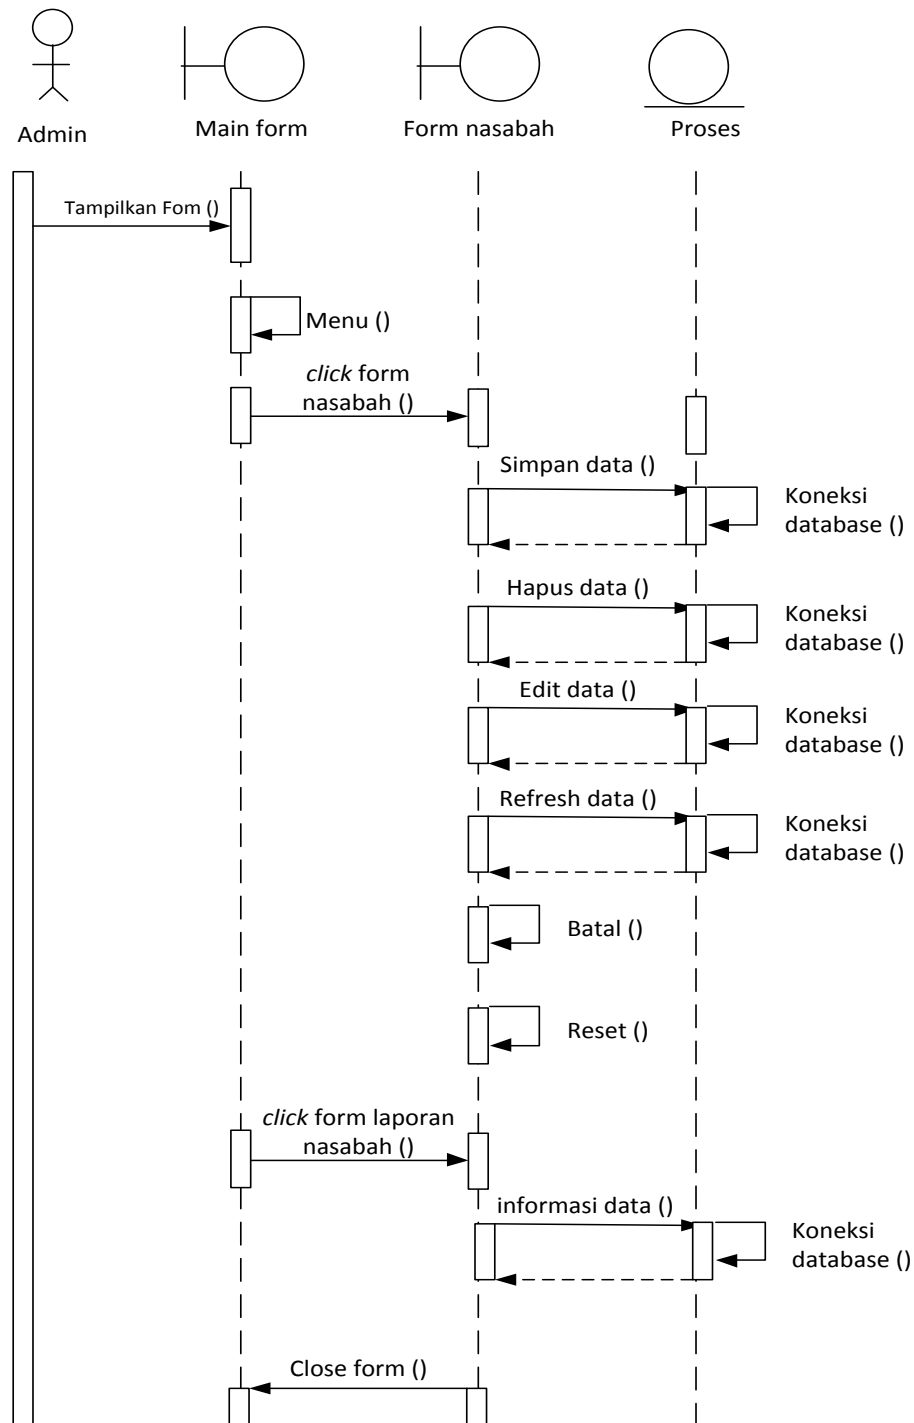 Admin
Main form
Form nasabah
Proses
Tampilkan Fom ()
Menu ()
click form
nasabah ()
Simpan data ()
Koneksi
database ()
Hapus data ()
Koneksi
database ()
Edit data ()
Koneksi
database ()
Refresh data ()
Koneksi
database ()
Batal ()
Reset ()
click form laporan
nasabah ()
informasi data ()
Koneksi
database ()
Close form ()